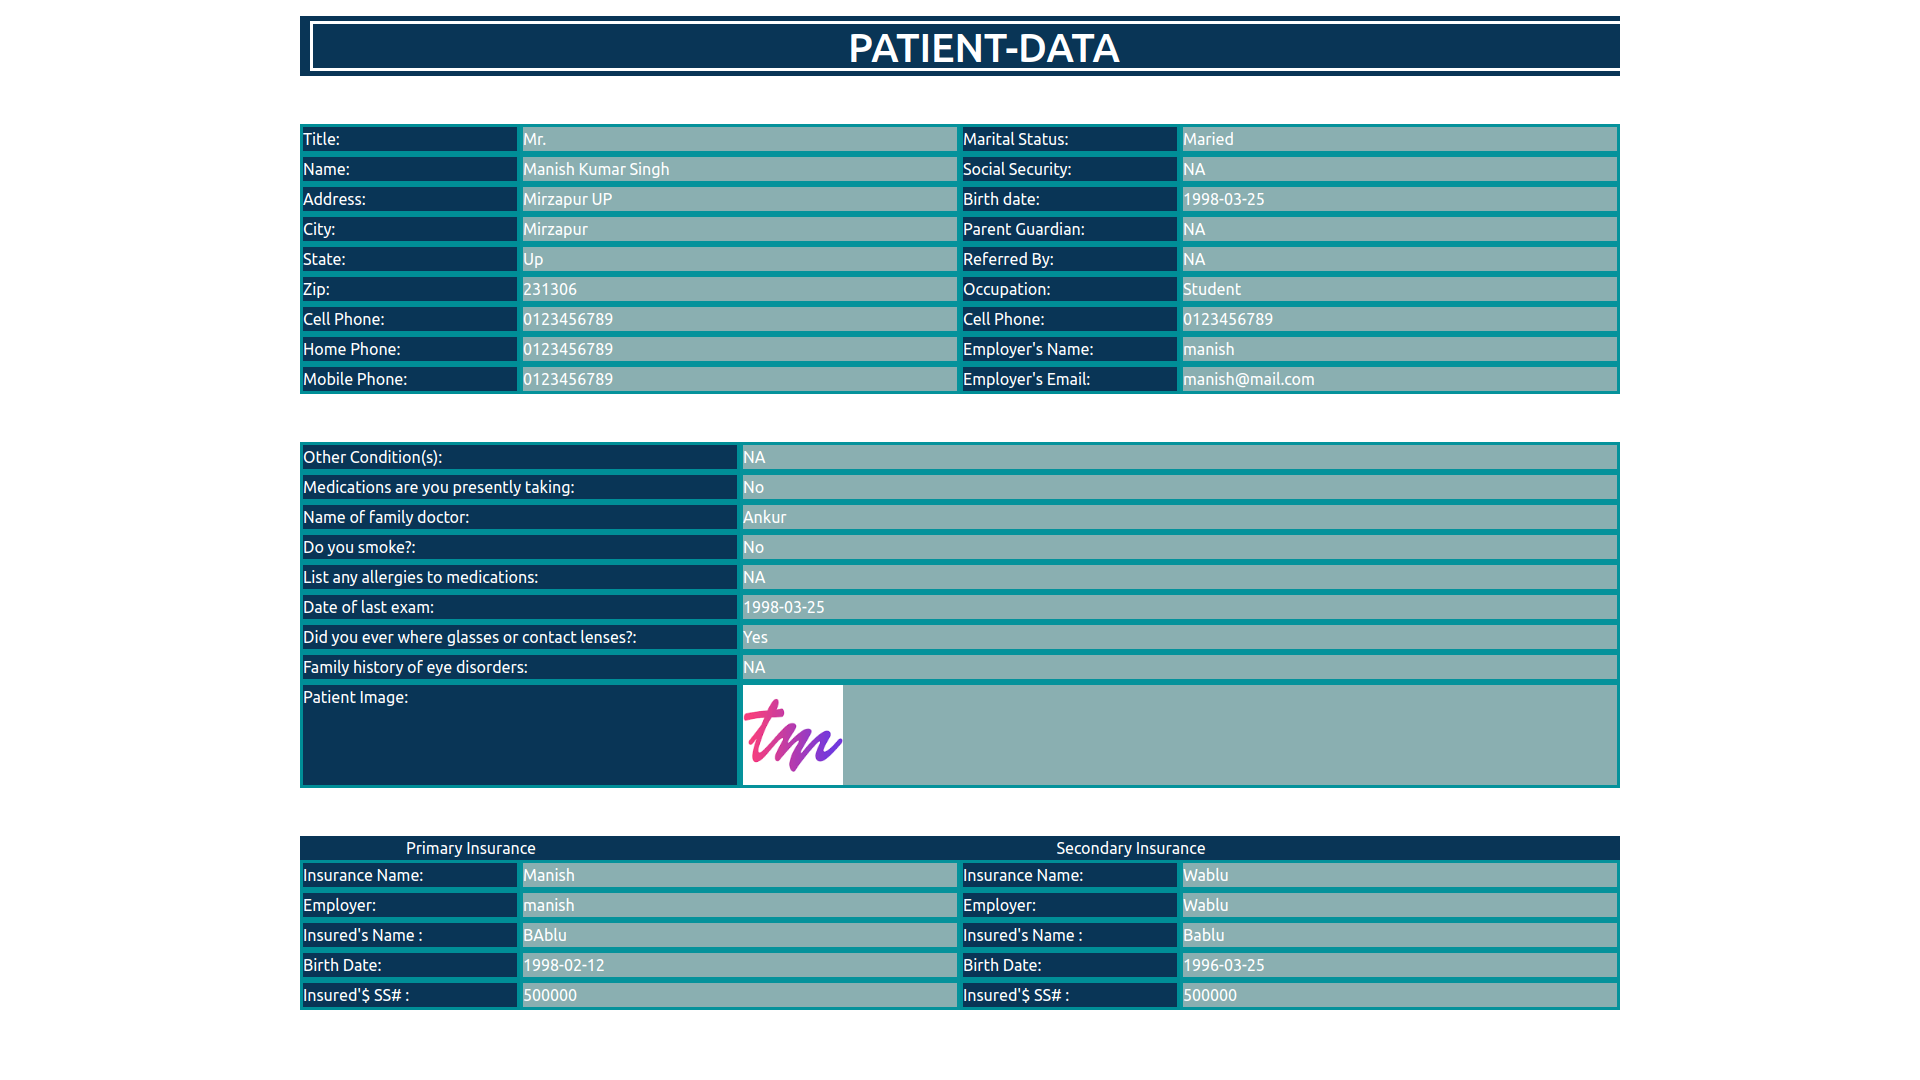 PATIENT-DATA
Title: Mr. Marital Status: Maried
Name: Manish Kumar Singh Social Security: NA
Address: Mirzapur UP Birth date: 1998-03-25
City: Mirzapur Parent Guardian: NA
State: Up Referred By: NA
Zip: 231306 Occupation: Student
Cell Phone: 0123456789 Cell Phone: 0123456789
Home Phone: 0123456789 Employer's Name: manish
Mobile Phone: 0123456789 Employer's Email: manish@mail.com
Other Condition(s): NA
Medications are you presently taking: No
Name of family doctor: Ankur
Do you smoke?: No
List any allergies to medications: NA
Date of last exam: 1998-03-25
Did you ever where glasses or contact lenses?: Yes
Family history of eye disorders: NA
Patient Image: tm
Primary Insurance Secondary Insurance
Insurance Name: Manish Insurance Name: Wablu
Employer: manish Employer: Wablu
Insured's Name : BAblu Insured's Name : Bablu
Birth Date: 1998-02-12 Birth Date: 1996-03-25
Insured'$ SS# : 500000 Insured'$ SS# : 500000